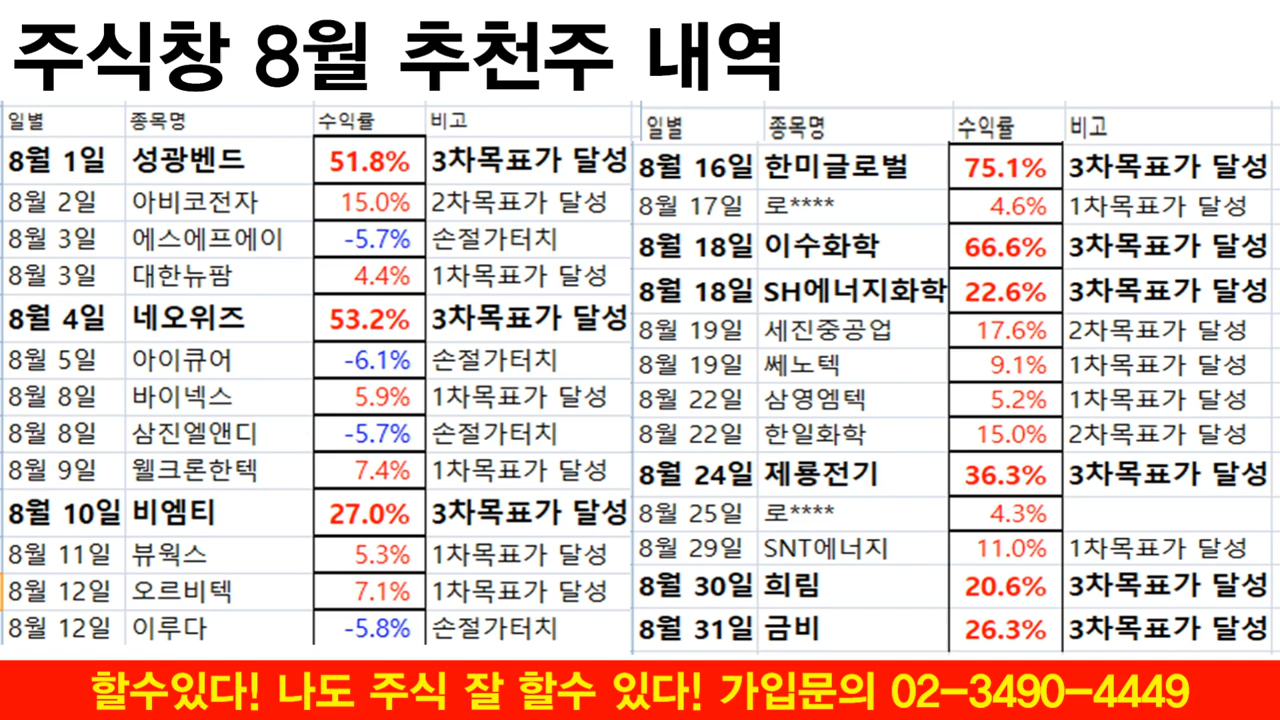 주식창 8월 추천주 내역
일별 종목명 수익률 비고
8월 1일 성광벤드 51.8% 3차목표가 달성
8월 2일 아비코전자 15.0% 2차목표가 달성
8월 3일 에스에프에이 -5.7% 손절가터치
8월 3일 대한뉴팜 4.4% 1차목표가 달성
8월 4일 네오위즈 53.2% 3차목표가 달성
8월 5일 아이큐어 -6.1% 손절가터치
8월 8일 바이넥스 5.9% 1차목표가 달성
8월 8일 삼진엘앤디 -5.7% 손절가터치
8월 9일 웰크론한텍 7.4% 1차목표가 달성
8월 10일 비엠티 27.0% 3차목표가 달성
8월 11일 뷰웍스 5.3% 1차목표가 달성
8월 12일 오르비텍 7.1% 1차목표가 달성
8월 12일 이루다 -5.8% 손절가터치
일별 종목명 수익률 비고
8월 16일 한미글로벌 75.1% 3차목표가 달성
8월 17일 로**** 4.6% 1차목표가 달성
8월 18일 이수화학 66.6% 3차목표가 달성
8월 18일 SH에너지화학 22.6% 3차목표가 달성
8월 19일 세진중공업 17.6% 2차목표가 달성
8월 19일 쎄노텍 9.1% 1차목표가 달성
8월 22일 삼영엠텍 5.2% 1차목표가 달성
8월 22일 한일화학 15.0% 2차목표가 달성
8월 24일 제룡전기 36.3% 3차목표가 달성
8월 25일 로**** 4.3%
8월 29일 SNT에너지 11.0% 1차목표가 달성
8월 30일 희림 20.6% 3차목표가 달성
8월 31일 금비 26.3% 3차목표가 달성
할수있다! 나도 주식 잘 할수 있다! 가입문의 02-3490-4449